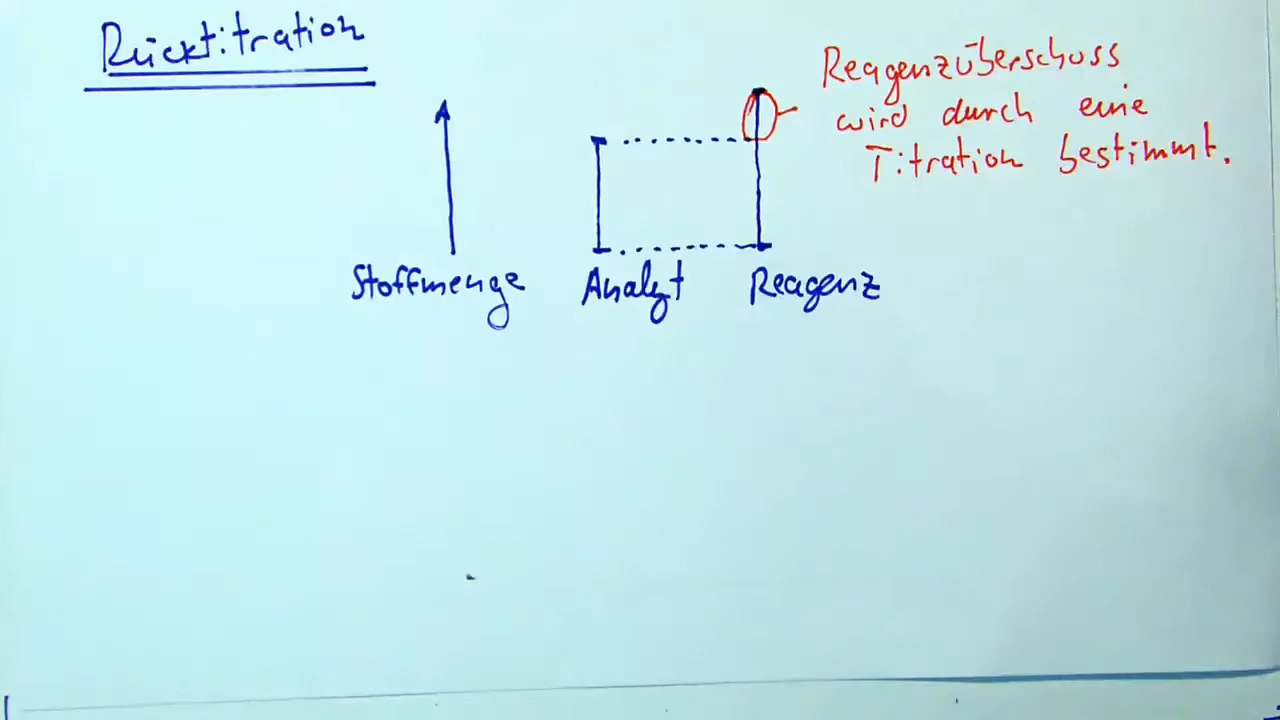 Rücktitration
Reagenzüberschuss
wird durch eine
Titration bestimmt.
Stoffmenge Analyt Reagenz